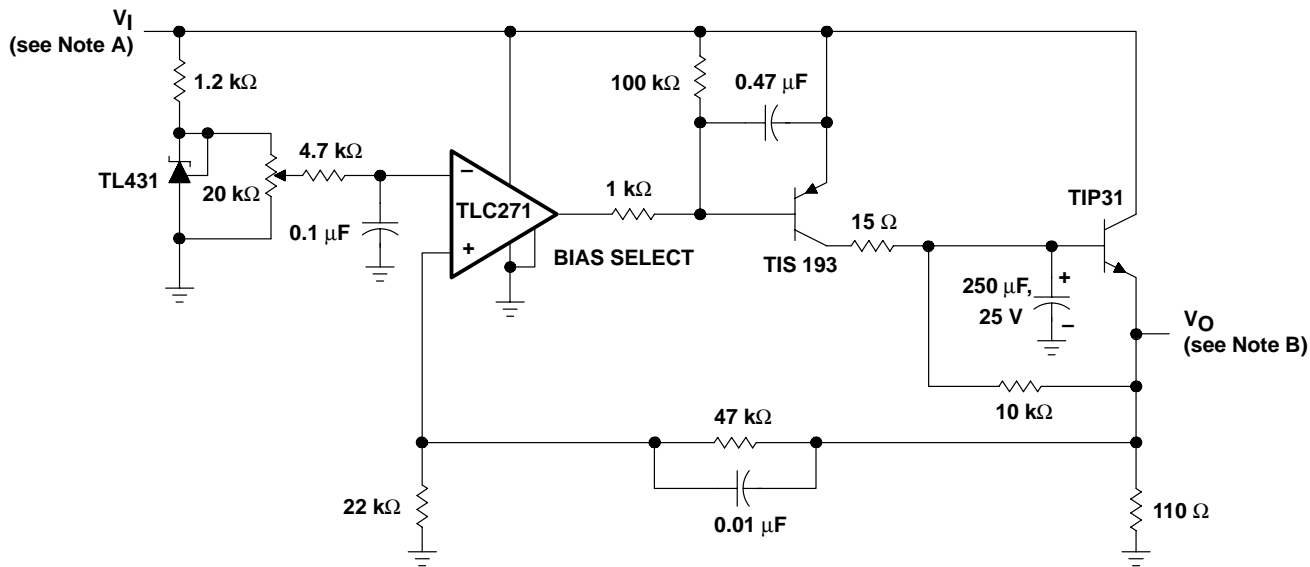 VI
(see Note A)
1.2 kΩ
TL431
20 kΩ
4.7 kΩ
0.1 μF
−
TLC271
+
BIAS SELECT
1 kΩ
100 kΩ
0.47 μF
TIS 193
15 Ω
TIP31
250 μF,
25 V
+
−
VO
(see Note B)
10 kΩ
47 kΩ
0.01 μF
22 kΩ
110 Ω